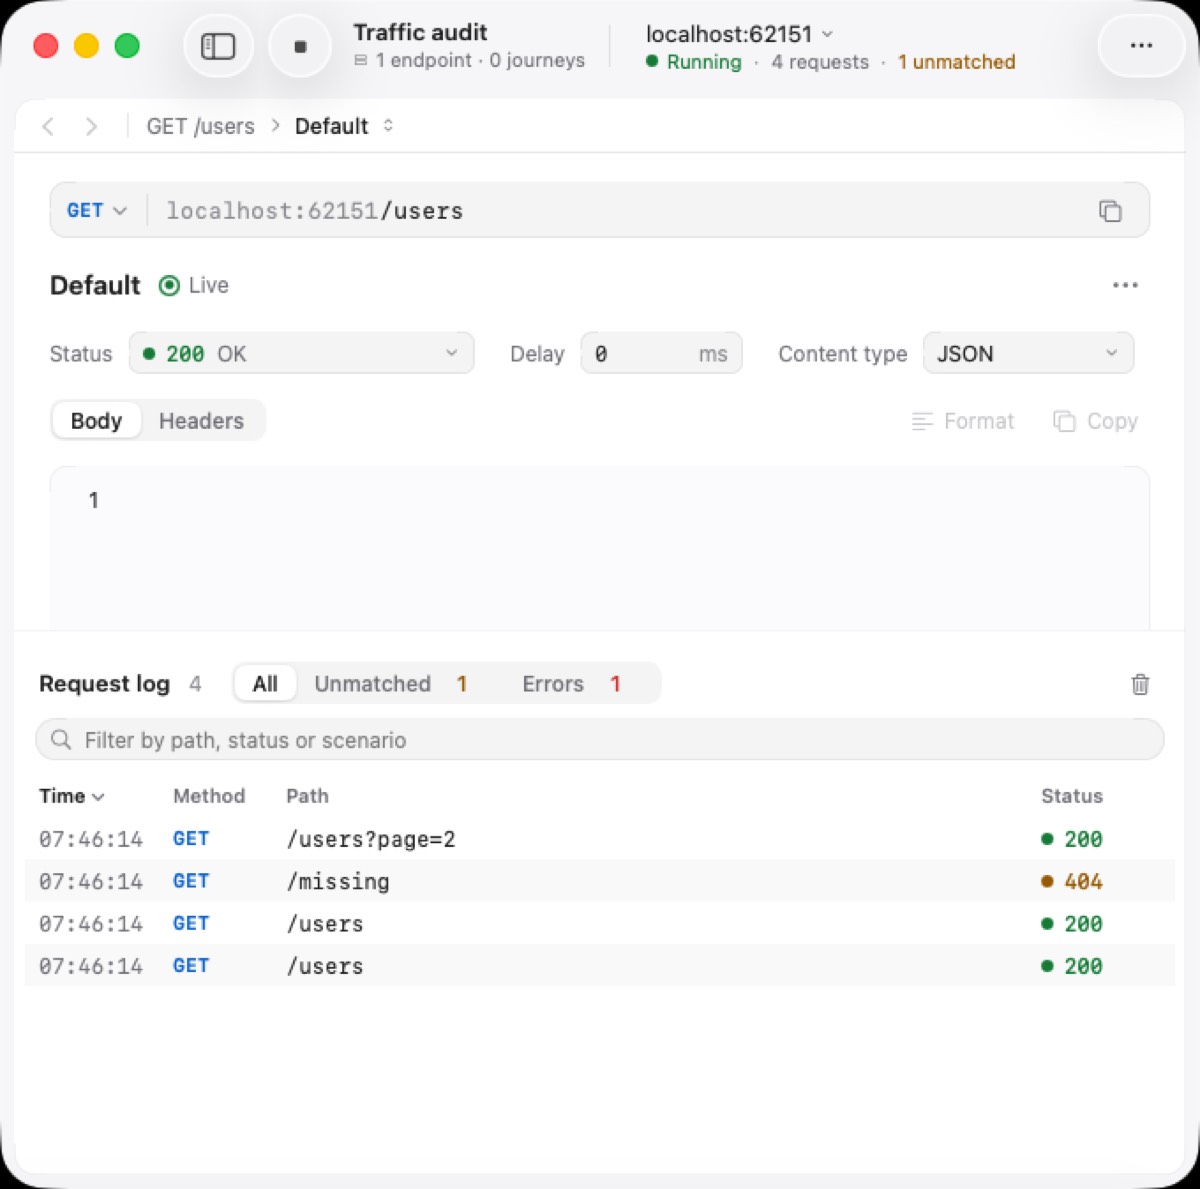 Traffic audit
1 endpoint · 0 journeys
localhost:62151
Running · 4 requests · 1 unmatched
GET /users > Default
GET localhost:62151/users
Default Live
Status 200 OK Delay 0 ms Content type JSON
Body Headers Format Copy
1
Request log 4 All Unmatched 1 Errors 1
Filter by path, status or scenario
Time Method Path Status
07:46:14 GET /users?page=2 200
07:46:14 GET /missing 404
07:46:14 GET /users 200
07:46:14 GET /users 200